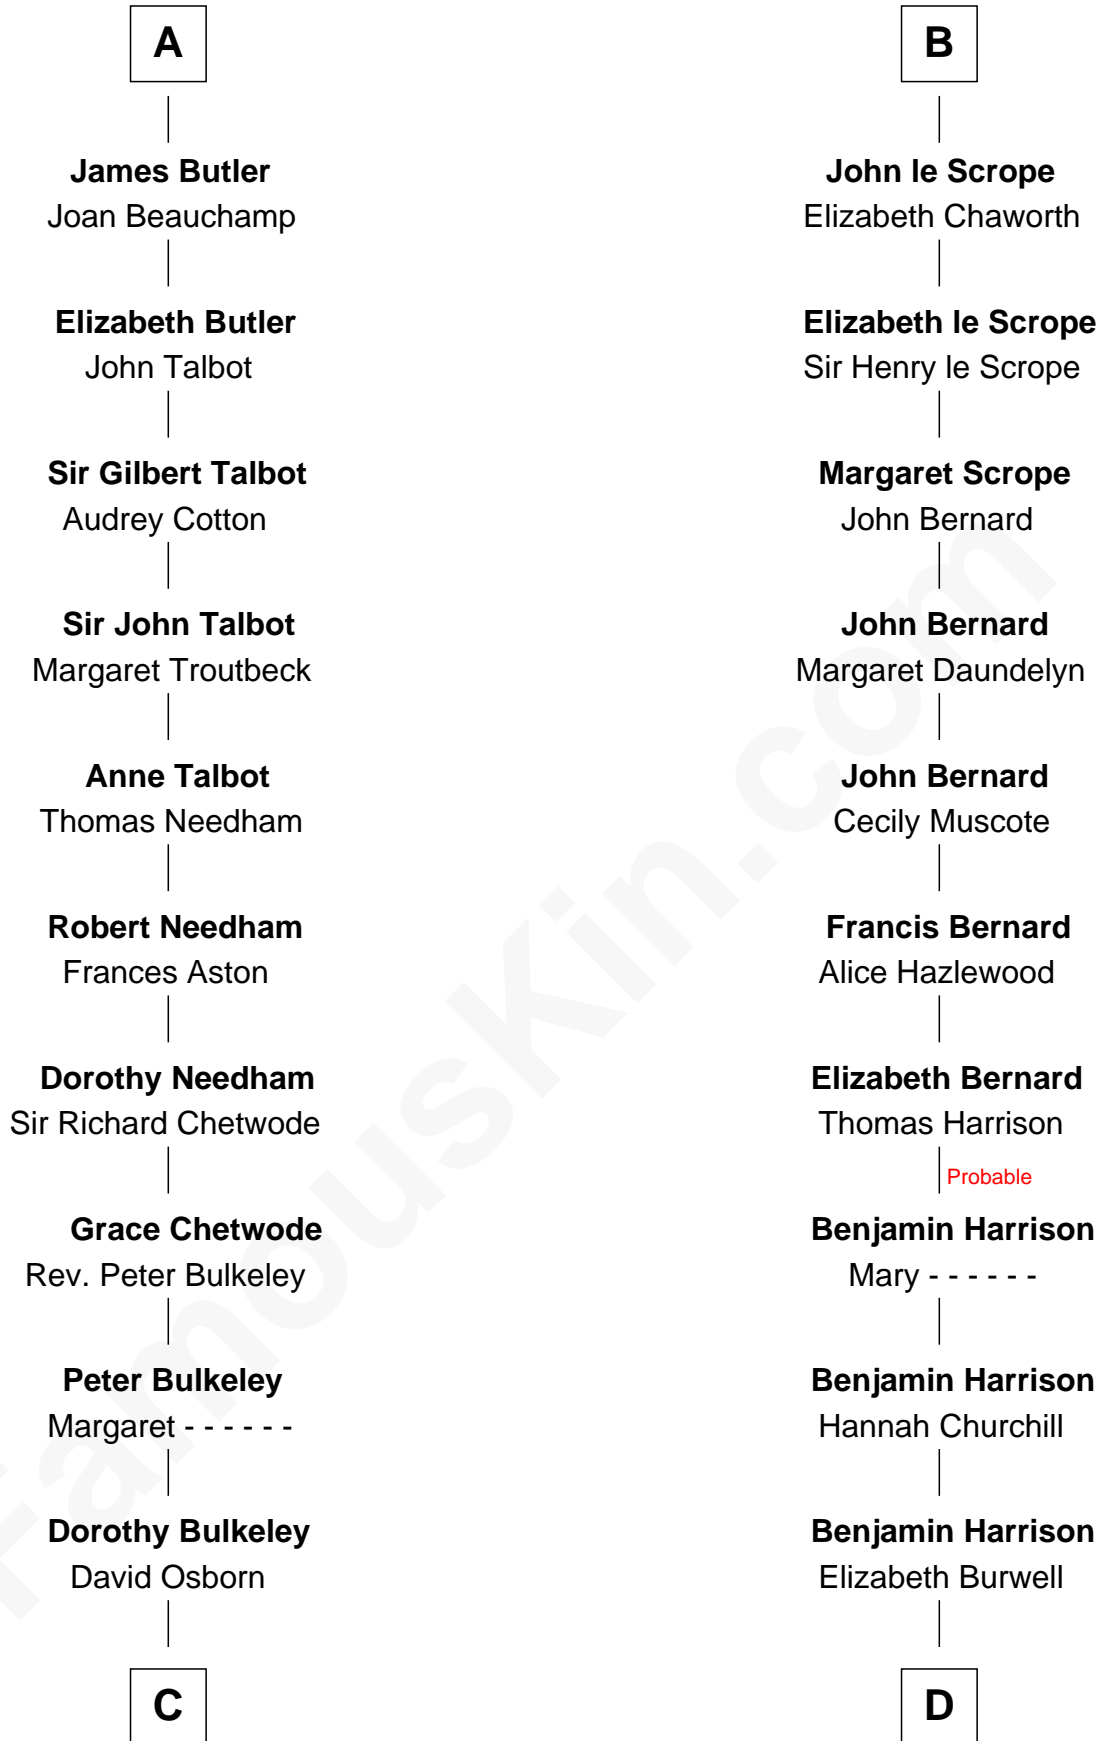 A
James Butler
Joan Beauchamp
Elizabeth Butler
John Talbot
Sir Gilbert Talbot
Audrey Cotton
Sir John Talbot
Margaret Troutbeck
Anne Talbot
Thomas Needham
Robert Needham
Frances Aston
Dorothy Needham
Sir Richard Chetwode
Grace Chetwode
Rev. Peter Bulkeley
Peter Bulkeley
Margaret - - - - - -
Dorothy Bulkeley
David Osborn
C
B
John le Scrope
Elizabeth Chaworth
Elizabeth le Scrope
Sir Henry le Scrope
Margaret Scrope
John Bernard
John Bernard
Margaret Daundelyn
John Bernard
Cecily Muscote
Francis Bernard
Alice Hazlewood
Elizabeth Bernard
Thomas Harrison
Probable
Benjamin Harrison
Mary - - - - - -
Benjamin Harrison
Hannah Churchill
Benjamin Harrison
Elizabeth Burwell
D
FamousKin.com